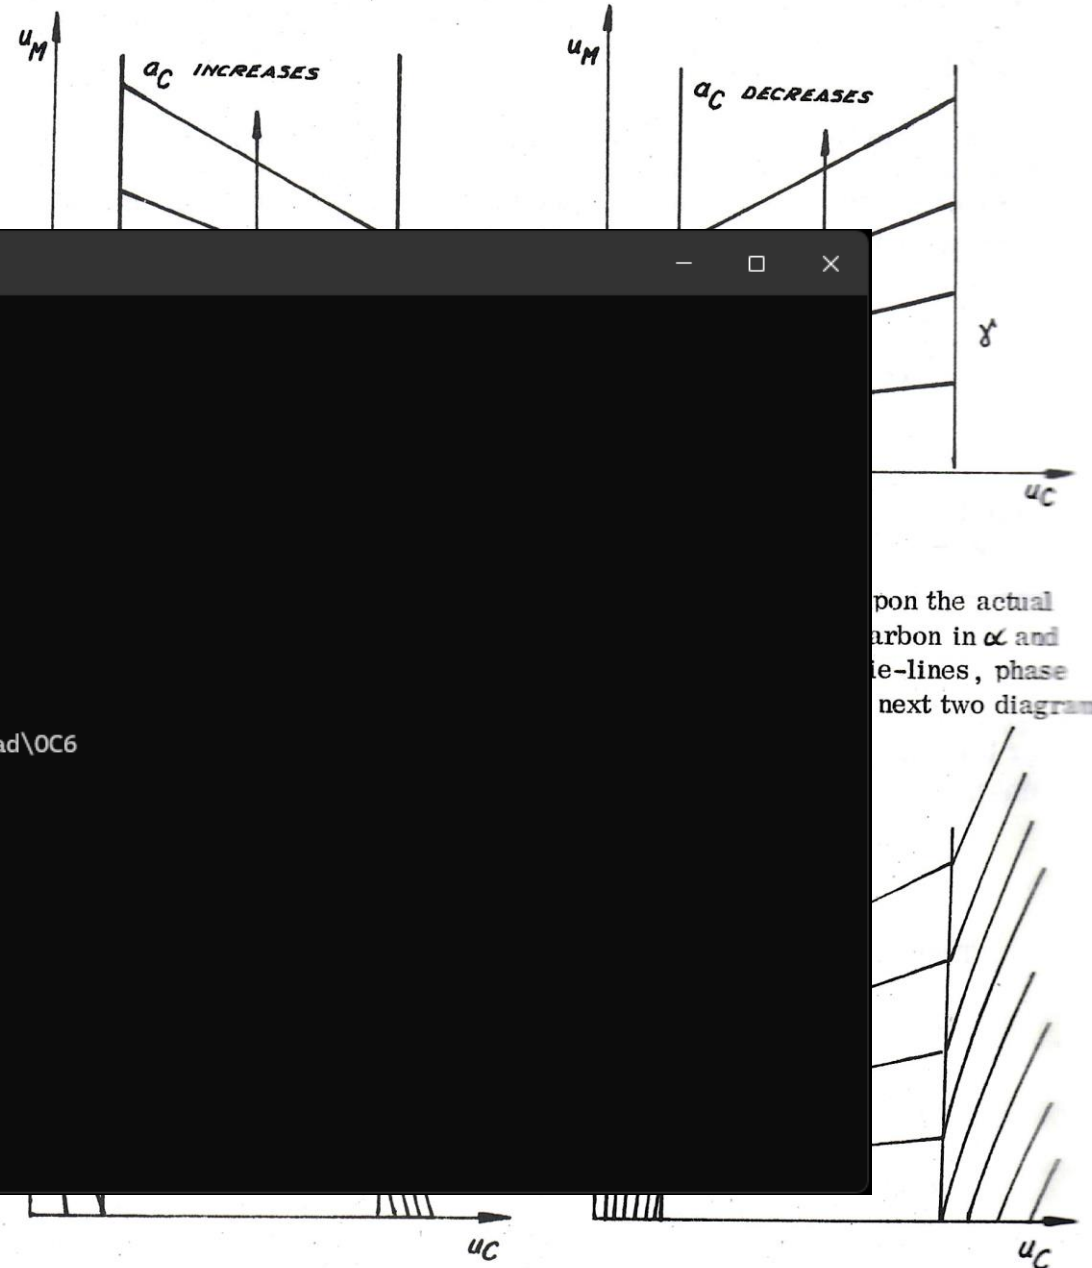 u_M
a_C INCREASES
u_M
a_C DECREASES
γ
u_C
pon the actual
arbon in α and
ie-lines, phase
next two diagram
ad\OC6
u_C
u_C